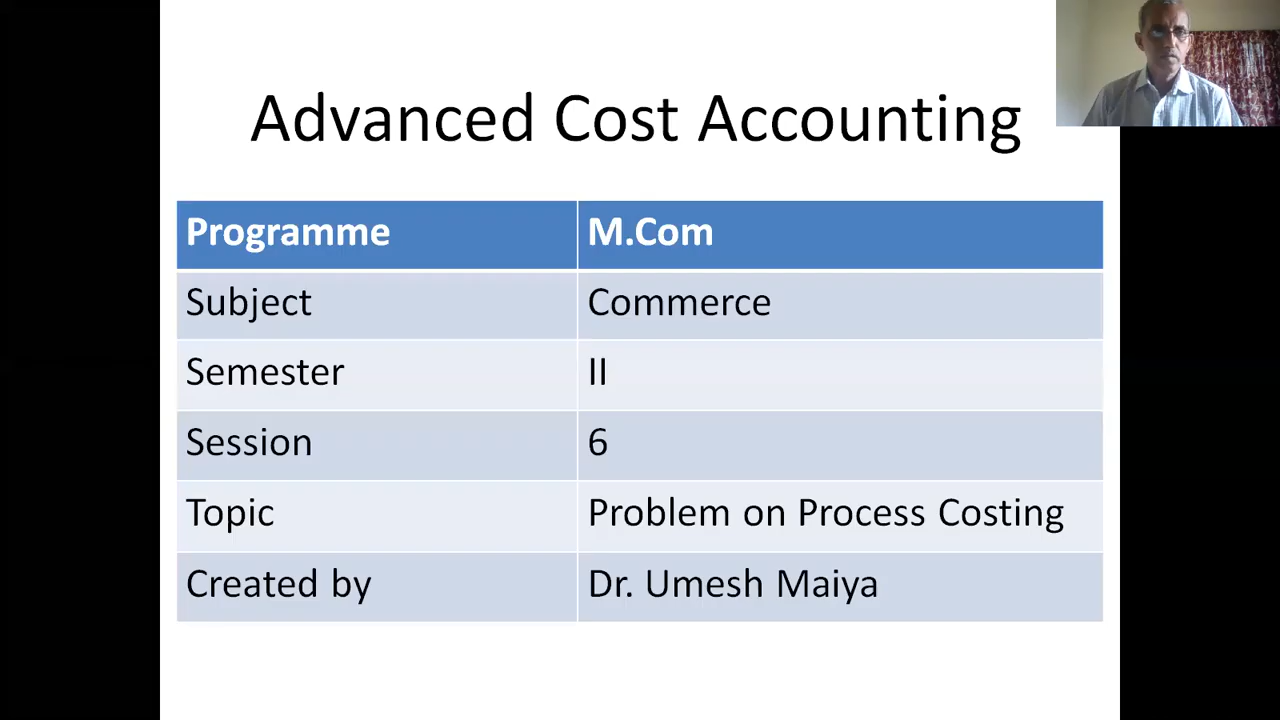 Advanced Cost Accounting
Programme M.Com
Subject Commerce
Semester II
Session 6
Topic Problem on Process Costing
Created by Dr. Umesh Maiya